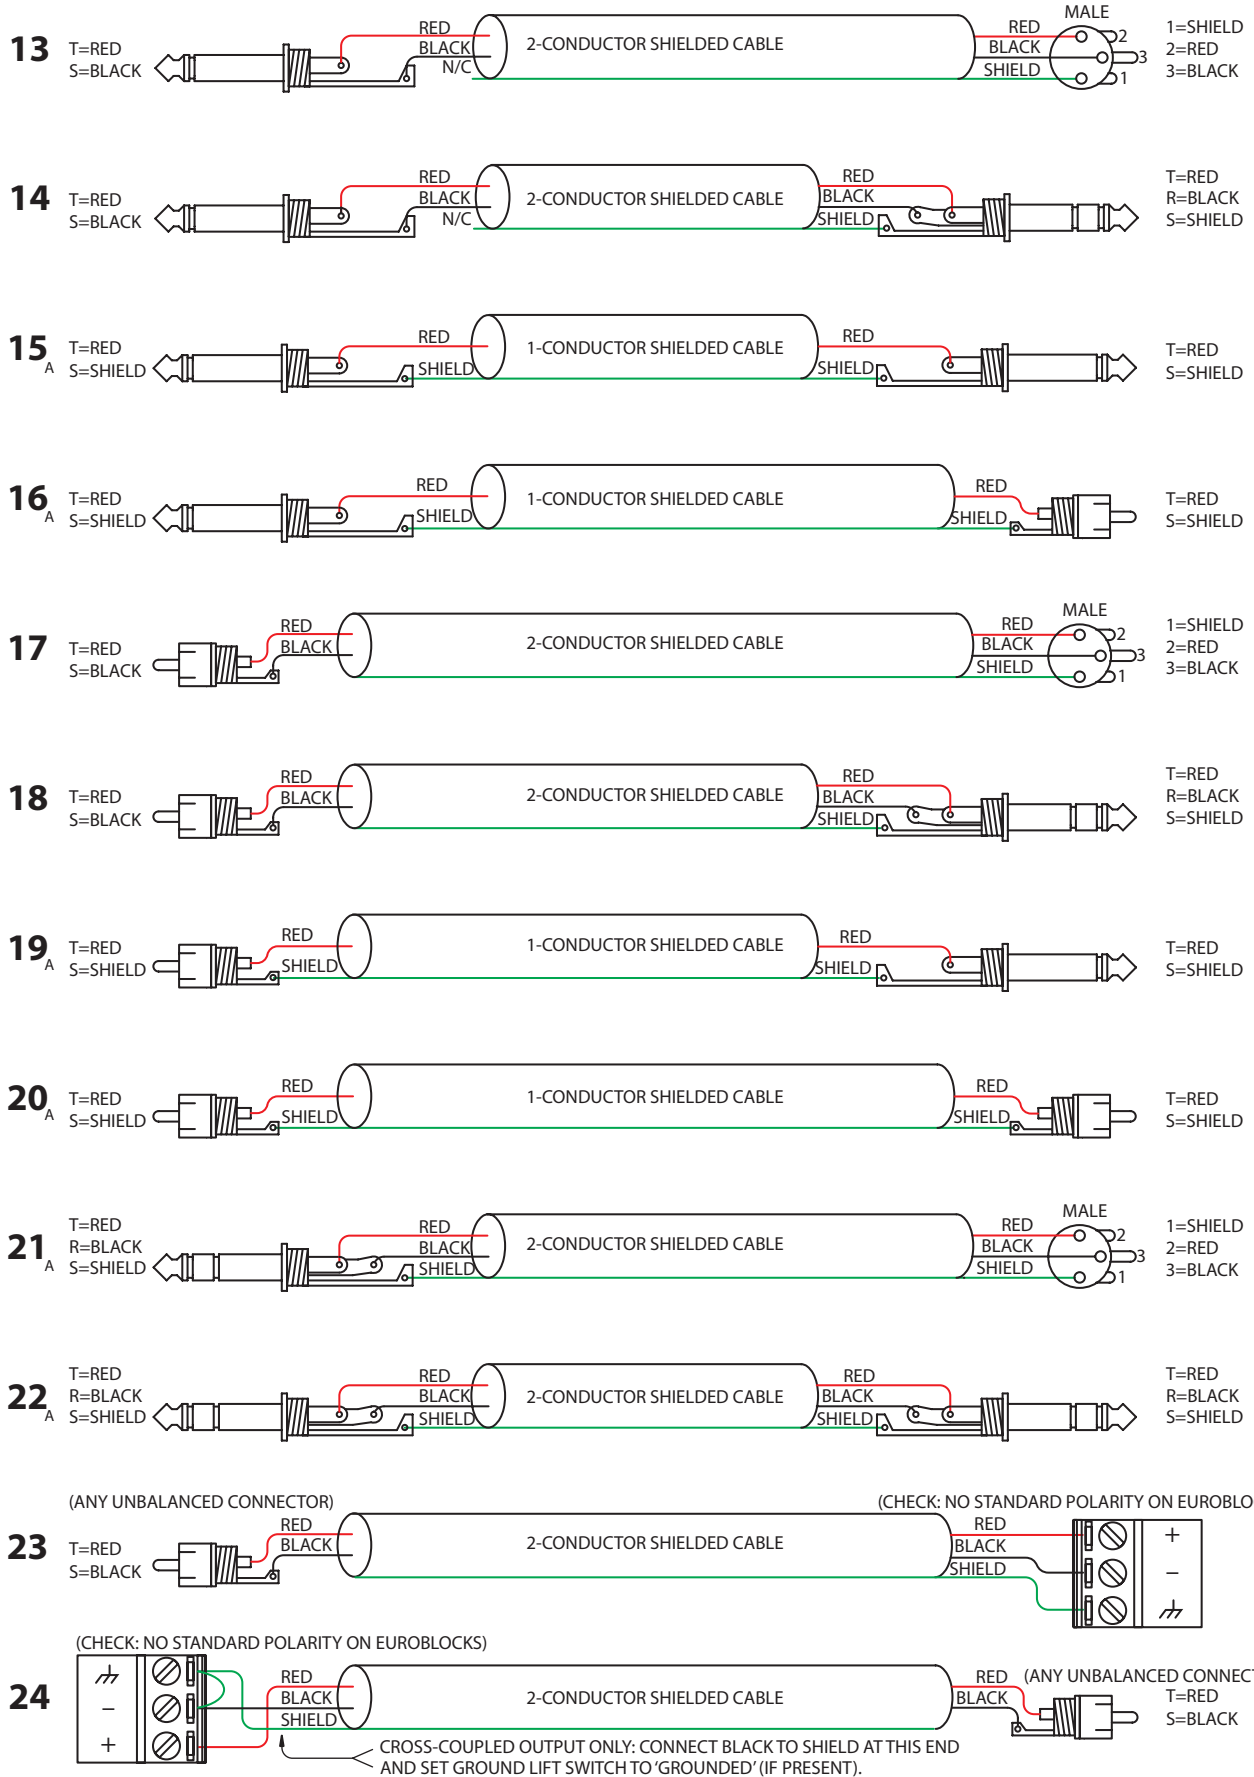 13
T=RED
S=BLACK
RED
BLACK
N/C
2-CONDUCTOR SHIELDED CABLE
RED
BLACK
SHIELD
MALE
2
3
1
1=SHIELD
2=RED
3=BLACK
14
T=RED
S=BLACK
RED
BLACK
N/C
2-CONDUCTOR SHIELDED CABLE
RED
BLACK
SHIELD
T=RED
R=BLACK
S=SHIELD
15 A
T=RED
S=SHIELD
RED
SHIELD
1-CONDUCTOR SHIELDED CABLE
RED
SHIELD
T=RED
S=SHIELD
16 A
T=RED
S=SHIELD
RED
SHIELD
1-CONDUCTOR SHIELDED CABLE
RED
SHIELD
T=RED
S=SHIELD
17
T=RED
S=BLACK
RED
BLACK
2-CONDUCTOR SHIELDED CABLE
RED
BLACK
SHIELD
MALE
2
3
1
1=SHIELD
2=RED
3=BLACK
18
T=RED
S=BLACK
RED
BLACK
2-CONDUCTOR SHIELDED CABLE
RED
BLACK
SHIELD
T=RED
R=BLACK
S=SHIELD
19 A
T=RED
S=SHIELD
RED
SHIELD
1-CONDUCTOR SHIELDED CABLE
RED
SHIELD
T=RED
S=SHIELD
20 A
T=RED
S=SHIELD
RED
SHIELD
1-CONDUCTOR SHIELDED CABLE
RED
SHIELD
T=RED
S=SHIELD
21 A
T=RED
R=BLACK
S=SHIELD
RED
BLACK
SHIELD
2-CONDUCTOR SHIELDED CABLE
RED
BLACK
SHIELD
MALE
2
3
1
1=SHIELD
2=RED
3=BLACK
22 A
T=RED
R=BLACK
S=SHIELD
RED
BLACK
SHIELD
2-CONDUCTOR SHIELDED CABLE
RED
BLACK
SHIELD
T=RED
R=BLACK
S=SHIELD
(ANY UNBALANCED CONNECTOR)
23
T=RED
S=BLACK
RED
BLACK
2-CONDUCTOR SHIELDED CABLE
(CHECK: NO STANDARD POLARITY ON EUROBLO
RED
BLACK
SHIELD
+
–
(CHECK: NO STANDARD POLARITY ON EUROBLOCKS)
24
–
+
RED
BLACK
SHIELD
2-CONDUCTOR SHIELDED CABLE
RED
BLACK
(ANY UNBALANCED CONNECT
T=RED
S=BLACK
CROSS-COUPLED OUTPUT ONLY: CONNECT BLACK TO SHIELD AT THIS END
AND SET GROUND LIFT SWITCH TO 'GROUNDED' (IF PRESENT).